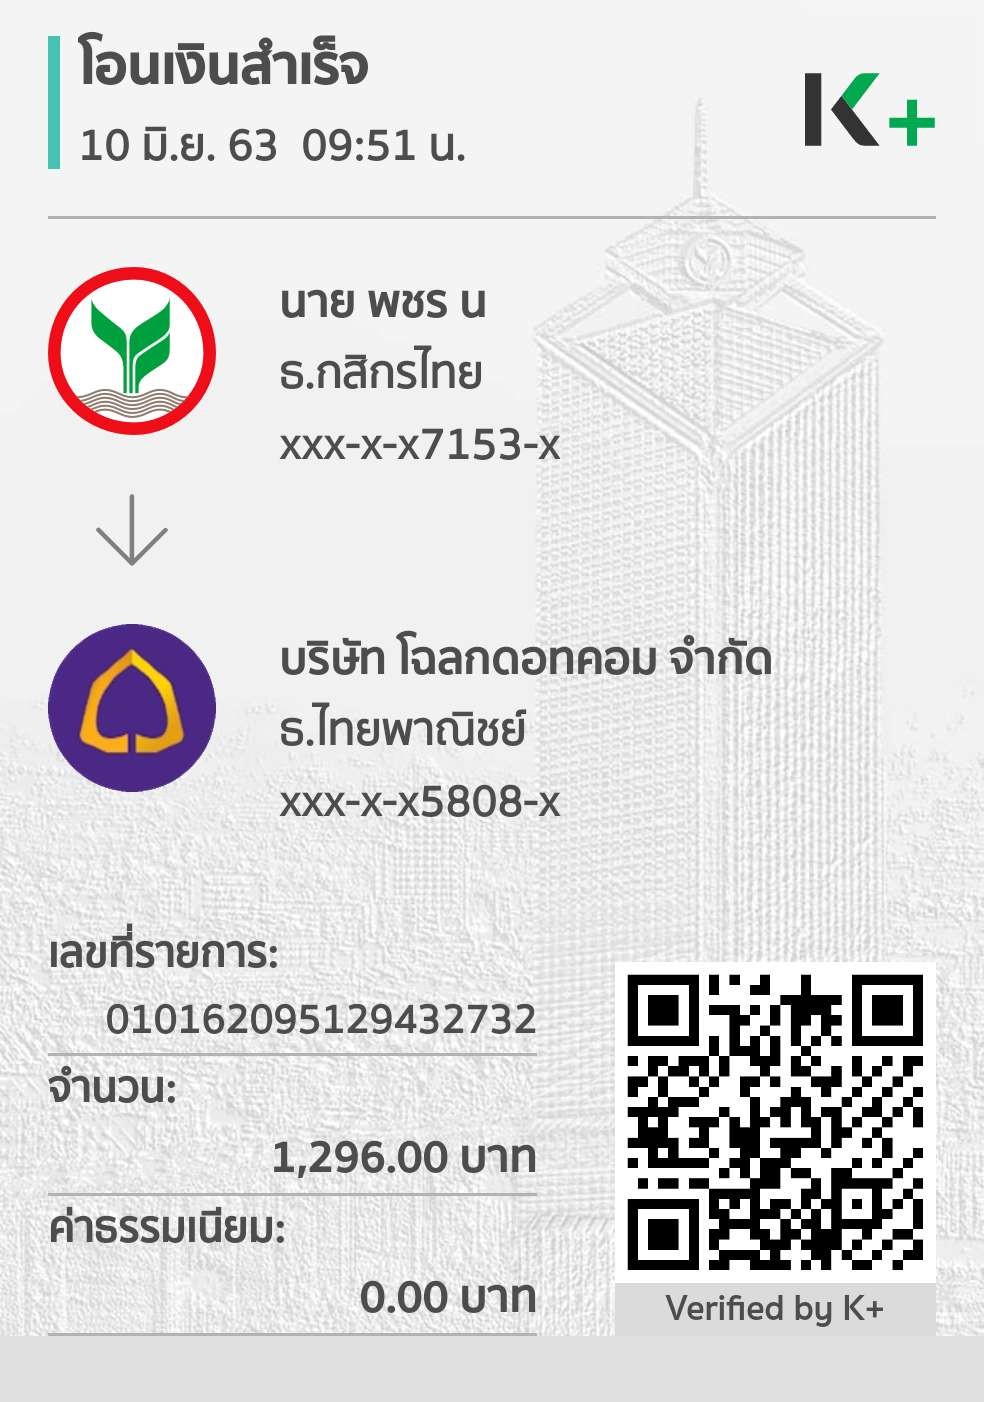 โอนเงินสำเร็จ
10 มิ.ย. 63  09:51 น.
K+
นาย พชร น
ธ.กสิกรไทย
xxx-x-x7153-x
บริษัท โฉลกดอทคอม จำกัด
ธ.ไทยพาณิชย์
xxx-x-x5808-x
เลขที่รายการ:
010162095129432732
จำนวน:
1,296.00 บาท
ค่าธรรมเนียม:
0.00 บาท
Verified by K+